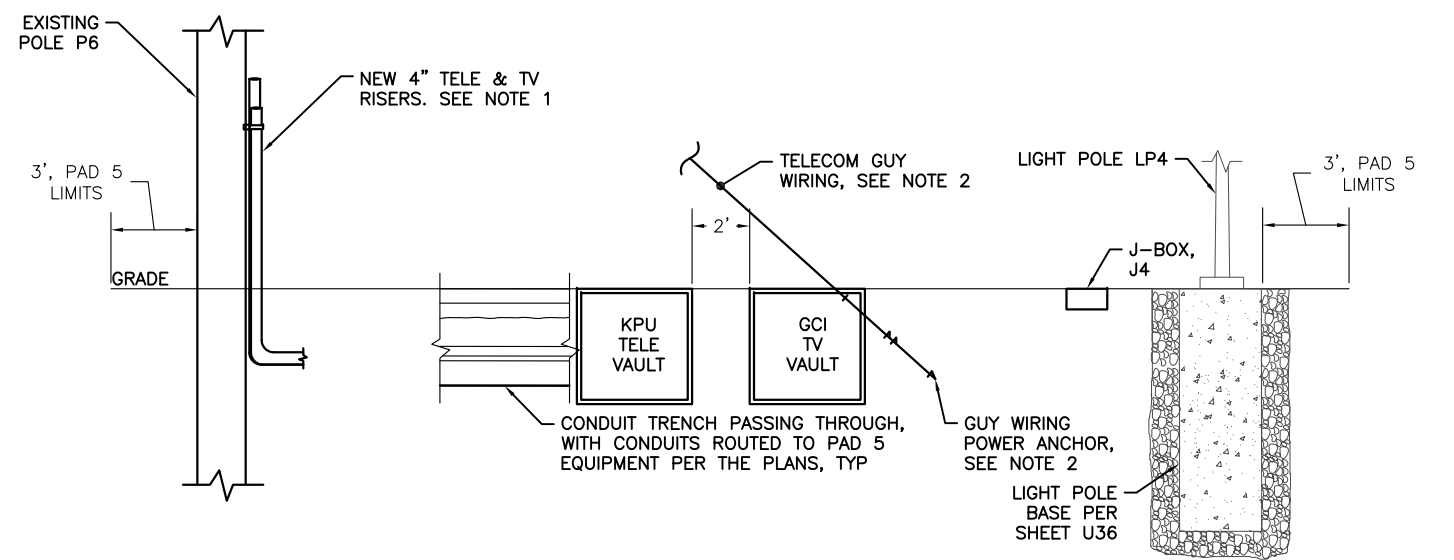 EXISTING
POLE P6
NEW 4" TELE & TV
RISERS. SEE NOTE 1
3', PAD 5
LIMITS
GRADE
TELECOM GUY
WIRING, SEE NOTE 2
2'
LIGHT POLE LP4
3', PAD 5
LIMITS
J-BOX,
J4
KPU
TELE
VAULT
GCI
TV
VAULT
CONDUIT TRENCH PASSING THROUGH,
WITH CONDUITS ROUTED TO PAD 5
EQUIPMENT PER THE PLANS, TYP
GUY WIRING
POWER ANCHOR,
SEE NOTE 2
LIGHT POLE
BASE PER
SHEET U36